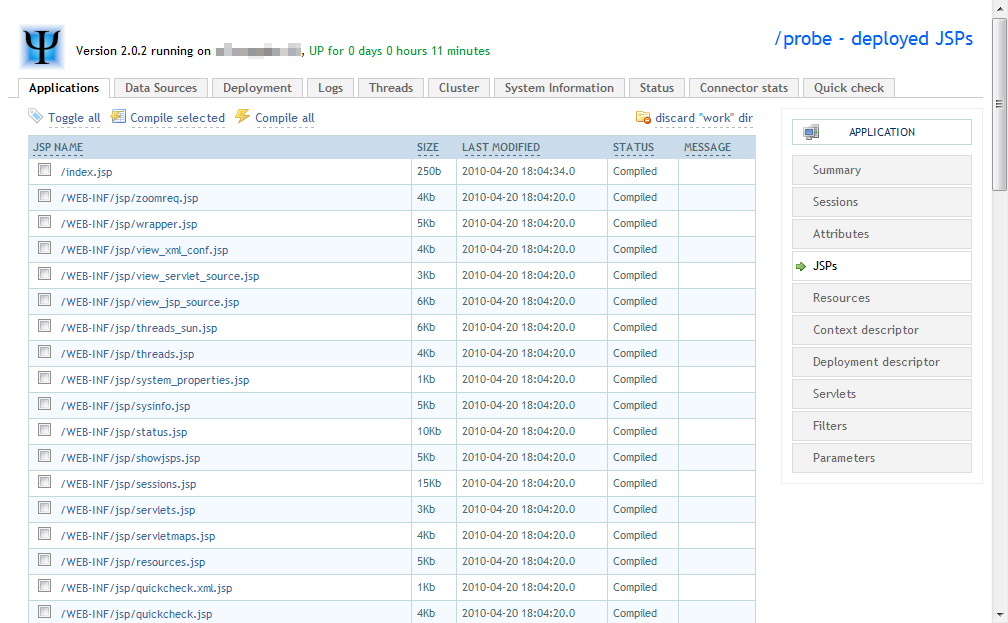 /probe - deployed JSPs
Version 2.0.2 running on , UP for 0 days 0 hours 11 minutes
Applications Data Sources Deployment Logs Threads Cluster System Information Status Connector stats Quick check
Toggle all Compile selected Compile all discard "work" dir
JSP NAME SIZE LAST MODIFIED STATUS MESSAGE
/index.jsp 250b 2010-04-20 18:04:34.0 Compiled
/WEB-INF/jsp/zoomreq.jsp 4Kb 2010-04-20 18:04:20.0 Compiled
/WEB-INF/jsp/wrapper.jsp 5Kb 2010-04-20 18:04:20.0 Compiled
/WEB-INF/jsp/view_xml_conf.jsp 4Kb 2010-04-20 18:04:20.0 Compiled
/WEB-INF/jsp/view_servlet_source.jsp 3Kb 2010-04-20 18:04:20.0 Compiled
/WEB-INF/jsp/view_jsp_source.jsp 6Kb 2010-04-20 18:04:20.0 Compiled
/WEB-INF/jsp/threads_sun.jsp 6Kb 2010-04-20 18:04:20.0 Compiled
/WEB-INF/jsp/threads.jsp 4Kb 2010-04-20 18:04:20.0 Compiled
/WEB-INF/jsp/system_properties.jsp 1Kb 2010-04-20 18:04:20.0 Compiled
/WEB-INF/jsp/sysinfo.jsp 5Kb 2010-04-20 18:04:20.0 Compiled
/WEB-INF/jsp/status.jsp 10Kb 2010-04-20 18:04:20.0 Compiled
/WEB-INF/jsp/showjsps.jsp 5Kb 2010-04-20 18:04:20.0 Compiled
/WEB-INF/jsp/sessions.jsp 15Kb 2010-04-20 18:04:20.0 Compiled
/WEB-INF/jsp/servlets.jsp 3Kb 2010-04-20 18:04:20.0 Compiled
/WEB-INF/jsp/servletmaps.jsp 4Kb 2010-04-20 18:04:20.0 Compiled
/WEB-INF/jsp/resources.jsp 5Kb 2010-04-20 18:04:20.0 Compiled
/WEB-INF/jsp/quickcheck.xml.jsp 1Kb 2010-04-20 18:04:20.0 Compiled
/WEB-INF/jsp/quickcheck.jsp 4Kb 2010-04-20 18:04:20.0 Compiled
APPLICATION
Summary
Sessions
Attributes
JSPs
Resources
Context descriptor
Deployment descriptor
Servlets
Filters
Parameters